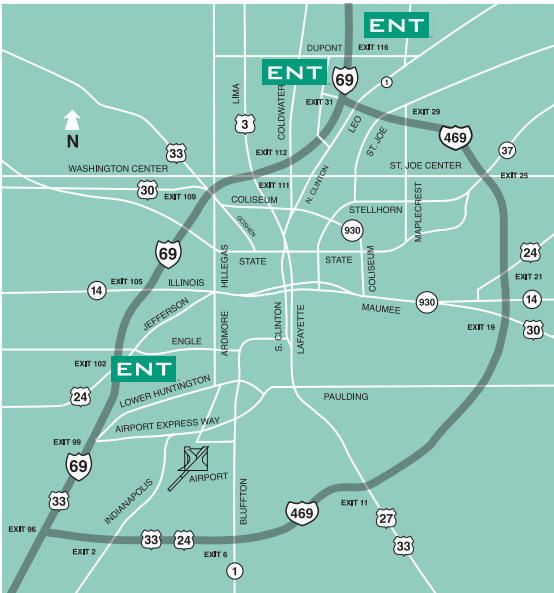 ENT
DUPONT
EXIT 116
ENT
69
1
LIMA
COLDWATER
EXIT 31
EXIT 29
3
LEO
ST. JOE
469
N
33
EXIT 112
37
WASHINGTON CENTER
ST. JOE CENTER
30
EXIT 111
N. CLINTON
EXIT 25
EXIT 109
COLISEUM
STELLHORN
MAPLECREST
GOSHEN
930
69
HILLEGAS
STATE
STATE
COLISEUM
24
EXIT 105
ILLINOIS
EXIT 21
14
930
14
JEFFERSON
MAUMEE
EXIT 19
30
ENGLE
ARDMORE
S. CLINTON
LAFAYETTE
EXIT 102
ENT
24
LOWER HUNTINGTON
PAULDING
AIRPORT EXPRESS WAY
EXIT 99
69
AIRPORT
33
INDIANAPOLIS
BLUFFTON
EXIT 11
469
27
EXIT 96
33
24
33
EXIT 2
EXIT 6
1